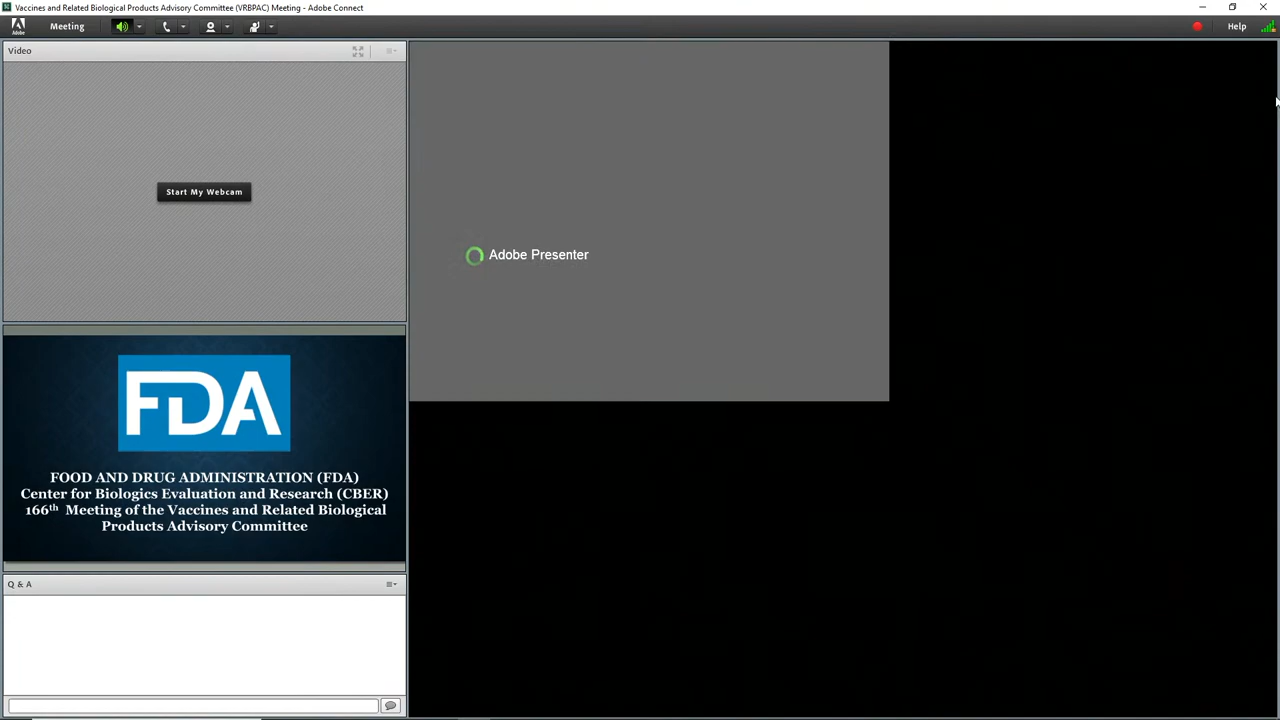 Vaccines and Related Biological Products Advisory Committee (VRBPAC) Meeting - Adobe Connect
Adobe
Meeting
Help
Video
Start My Webcam
Adobe Presenter
FDA
FOOD AND DRUG ADMINISTRATION (FDA)
Center for Biologics Evaluation and Research (CBER)
166th Meeting of the Vaccines and Related Biological
Products Advisory Committee
Q & A